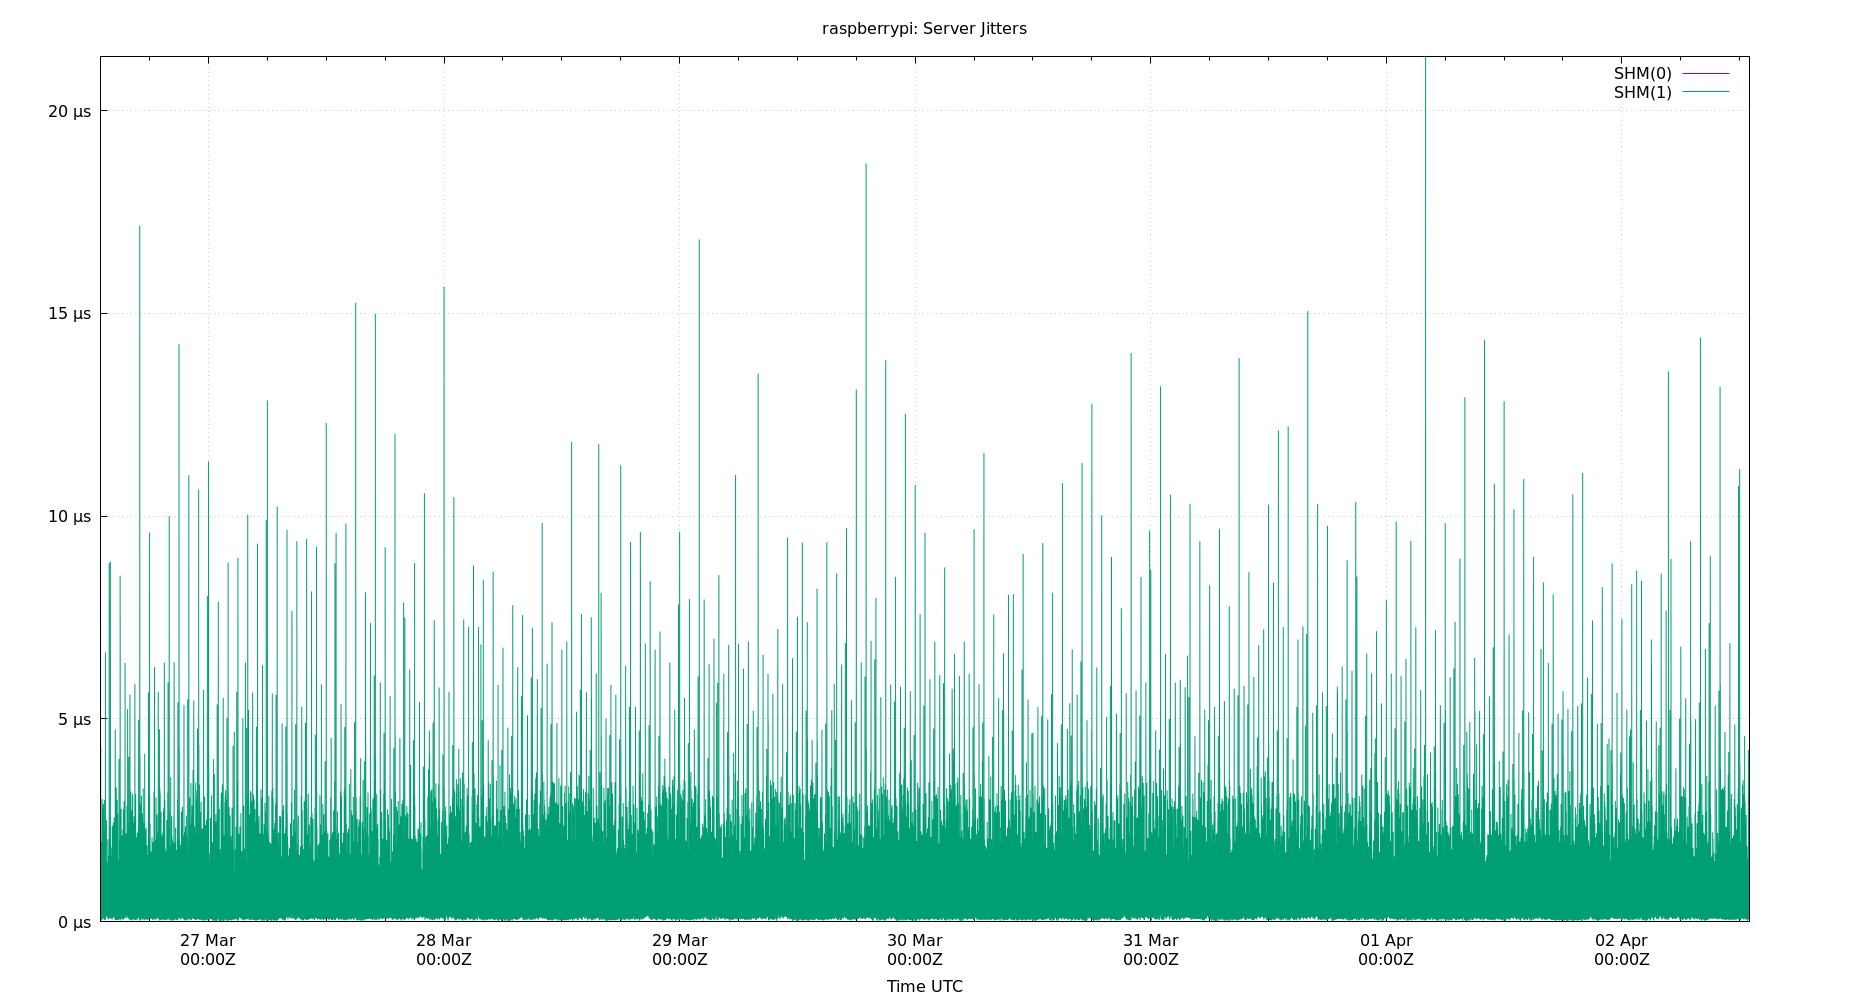 raspberrypi: Server Jitters
SHM(0)
SHM(1)
20 µs
15 µs
10 µs
5 µs
0 µs
27 Mar 28 Mar 29 Mar 30 Mar 31 Mar 01 Apr 02 Apr
00:00Z 00:00Z 00:00Z 00:00Z 00:00Z 00:00Z 00:00Z
Time UTC